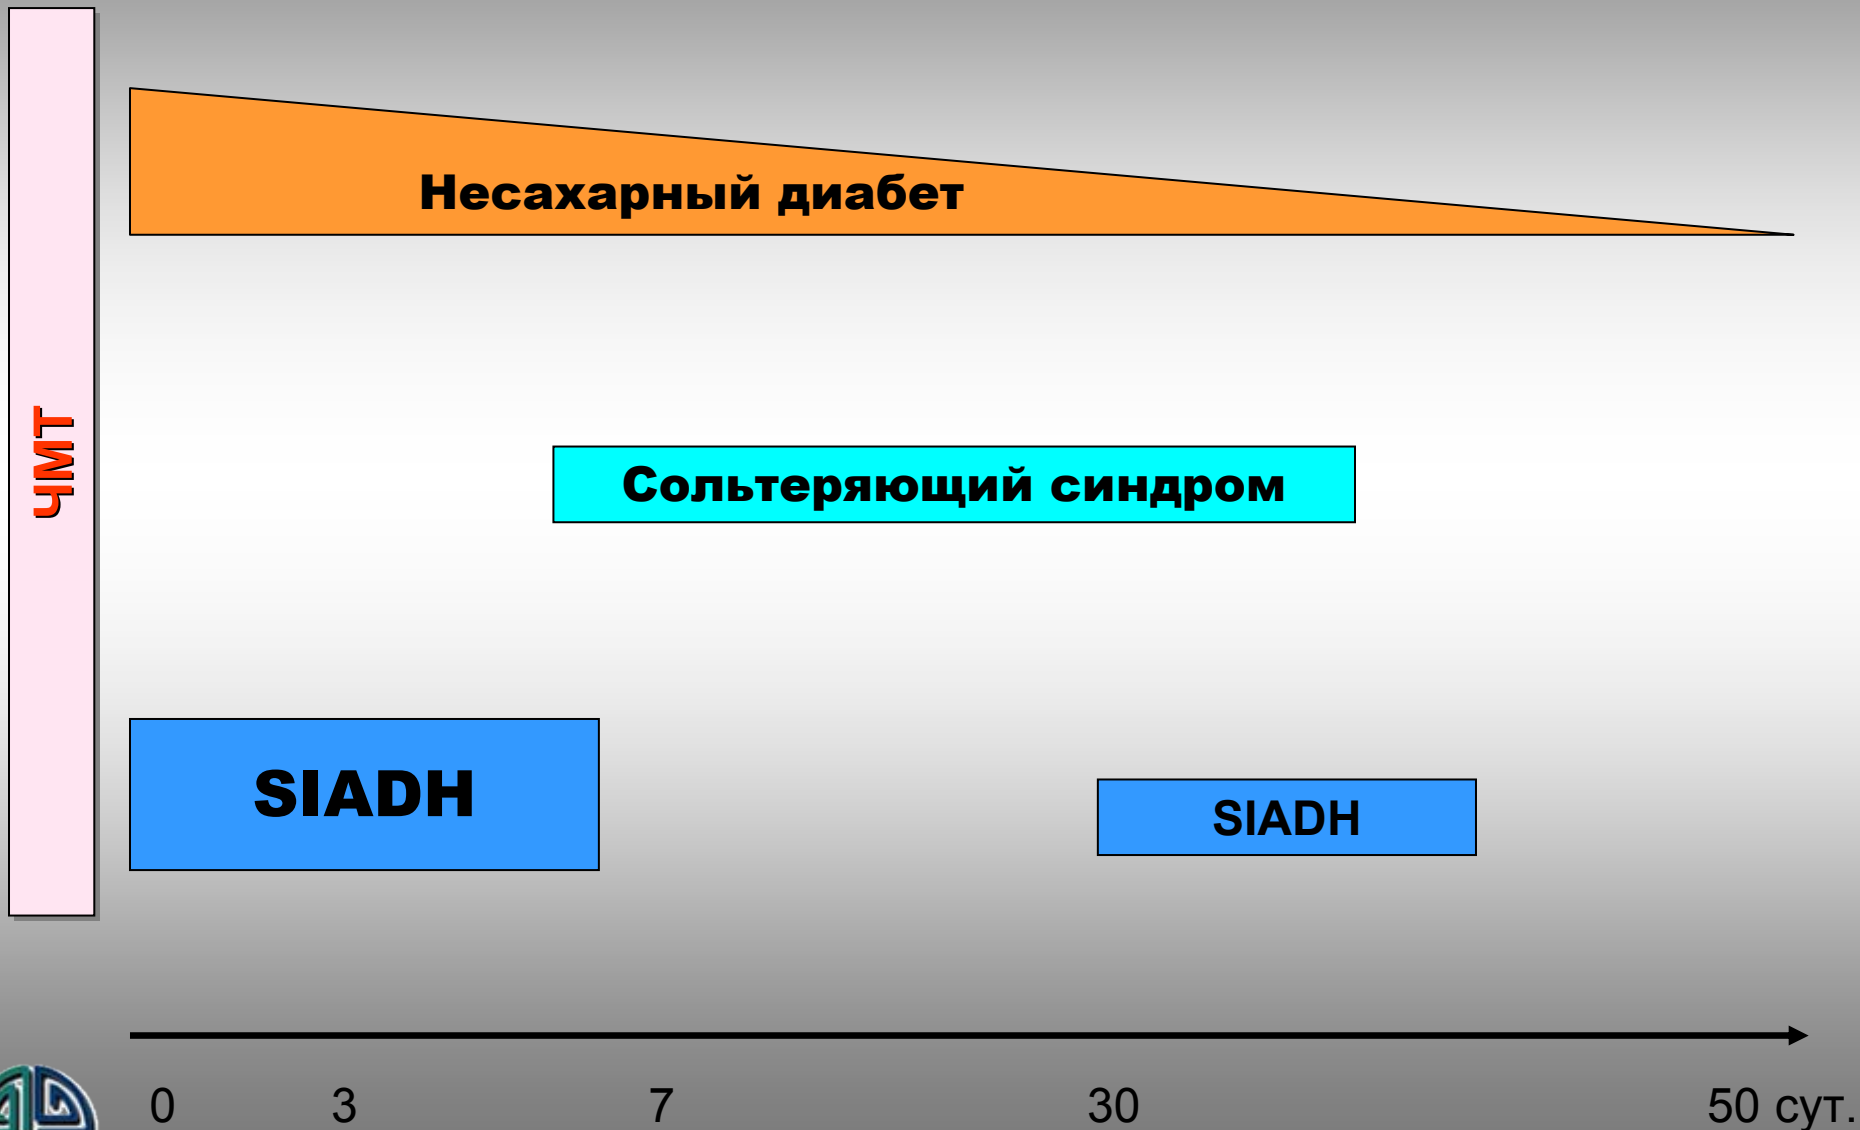 ЧМТ
Несахарный диабет
Сольтеряющий синдром
SIADH
SIADH
0 3 7 30 50 сут.